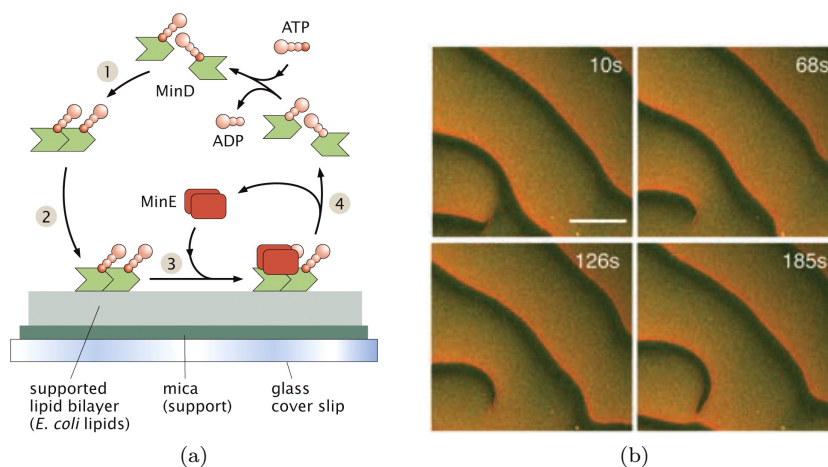 ATP
1
MinD
ADP
MinE
4
2
3
supported
lipid bilayer
(E. coli lipids)
mica
(support)
glass
cover slip
(a)
10s
68s
126s
185s
(b)